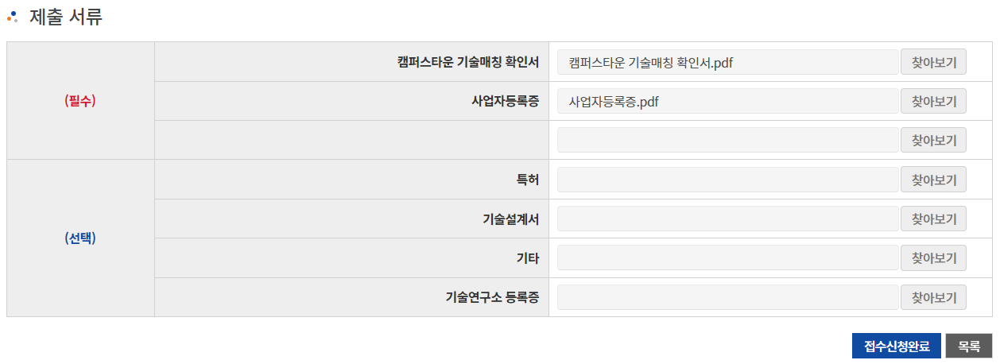 제출 서류
(필수)
캠퍼스타운 기술매칭 확인서 캠퍼스타운 기술매칭 확인서.pdf 찾아보기
사업자등록증 사업자등록증.pdf 찾아보기
찾아보기
(선택)
특허 찾아보기
기술설계서 찾아보기
기타 찾아보기
기술연구소 등록증 찾아보기
접수신청완료 목록